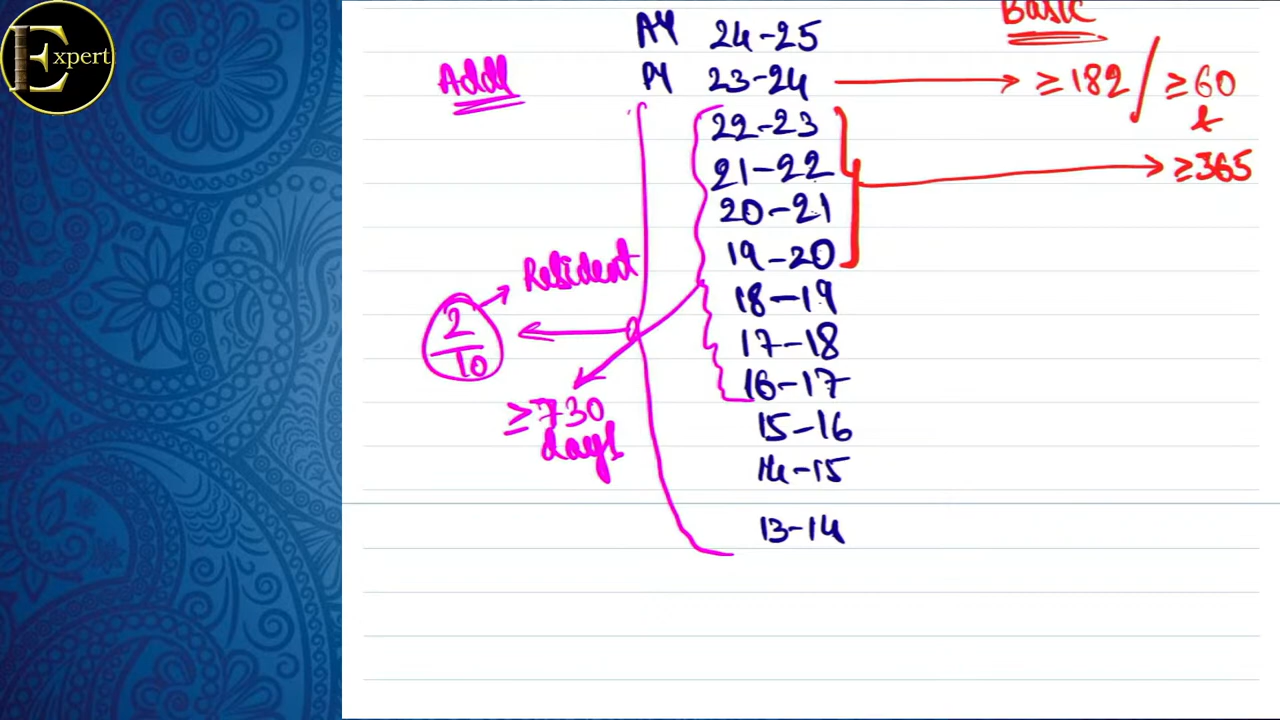 Expert
Basic
AY 24-25
Addl PY 23-24 ≥182 / ≥60
&
22-23
21-22 ≥365
20-21
19-20
Resident
18-19
2/10
17-18
16-17
≥730
days
15-16
14-15
13-14